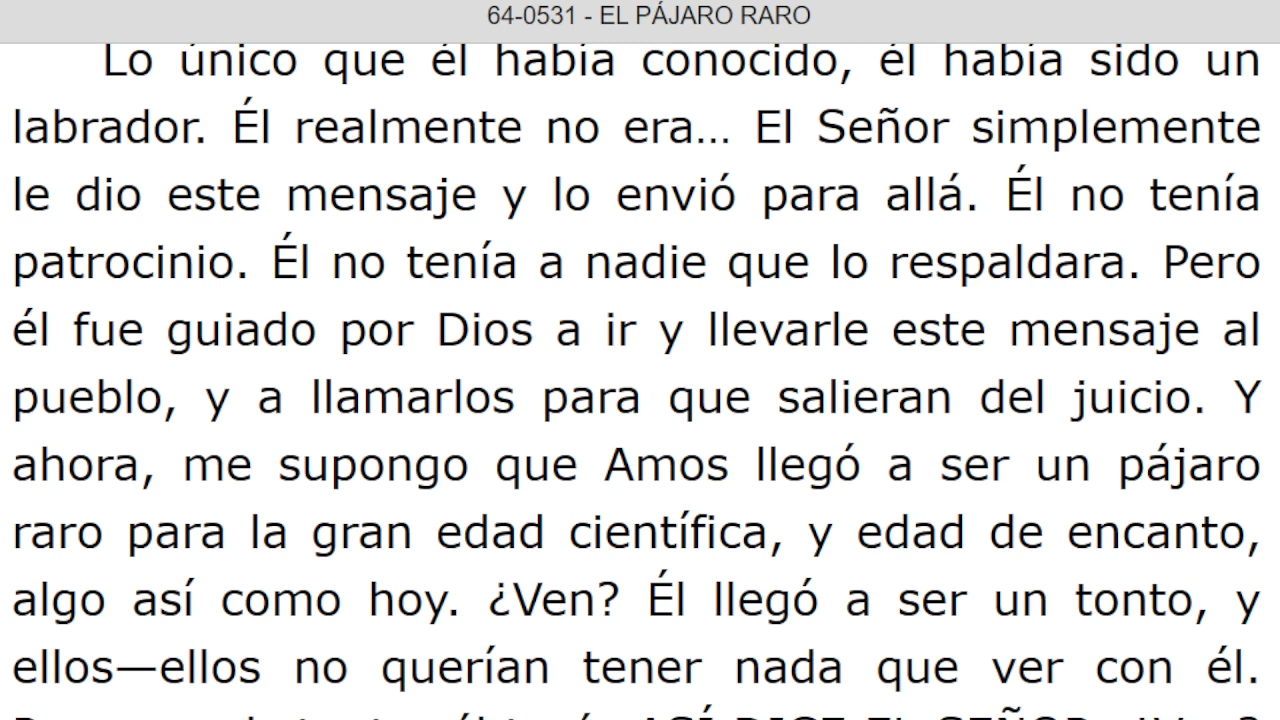 64-0531 - EL PÁJARO RARO
Lo único que él había conocido, él había sido un
labrador. Él realmente no era... El Señor simplemente
le dio este mensaje y lo envió para allá. Él no tenía
patrocinio. Él no tenía a nadie que lo respaldara. Pero
él fue guiado por Dios a ir y llevarle este mensaje al
pueblo, y a llamarlos para que salieran del juicio. Y
ahora, me supongo que Amos llegó a ser un pájaro
raro para la gran edad científica, y edad de encanto,
algo así como hoy. ¿Ven? Él llegó a ser un tonto, y
ellos—ellos no querían tener nada que ver con él.
ASÍ DICE EL SEÑOR